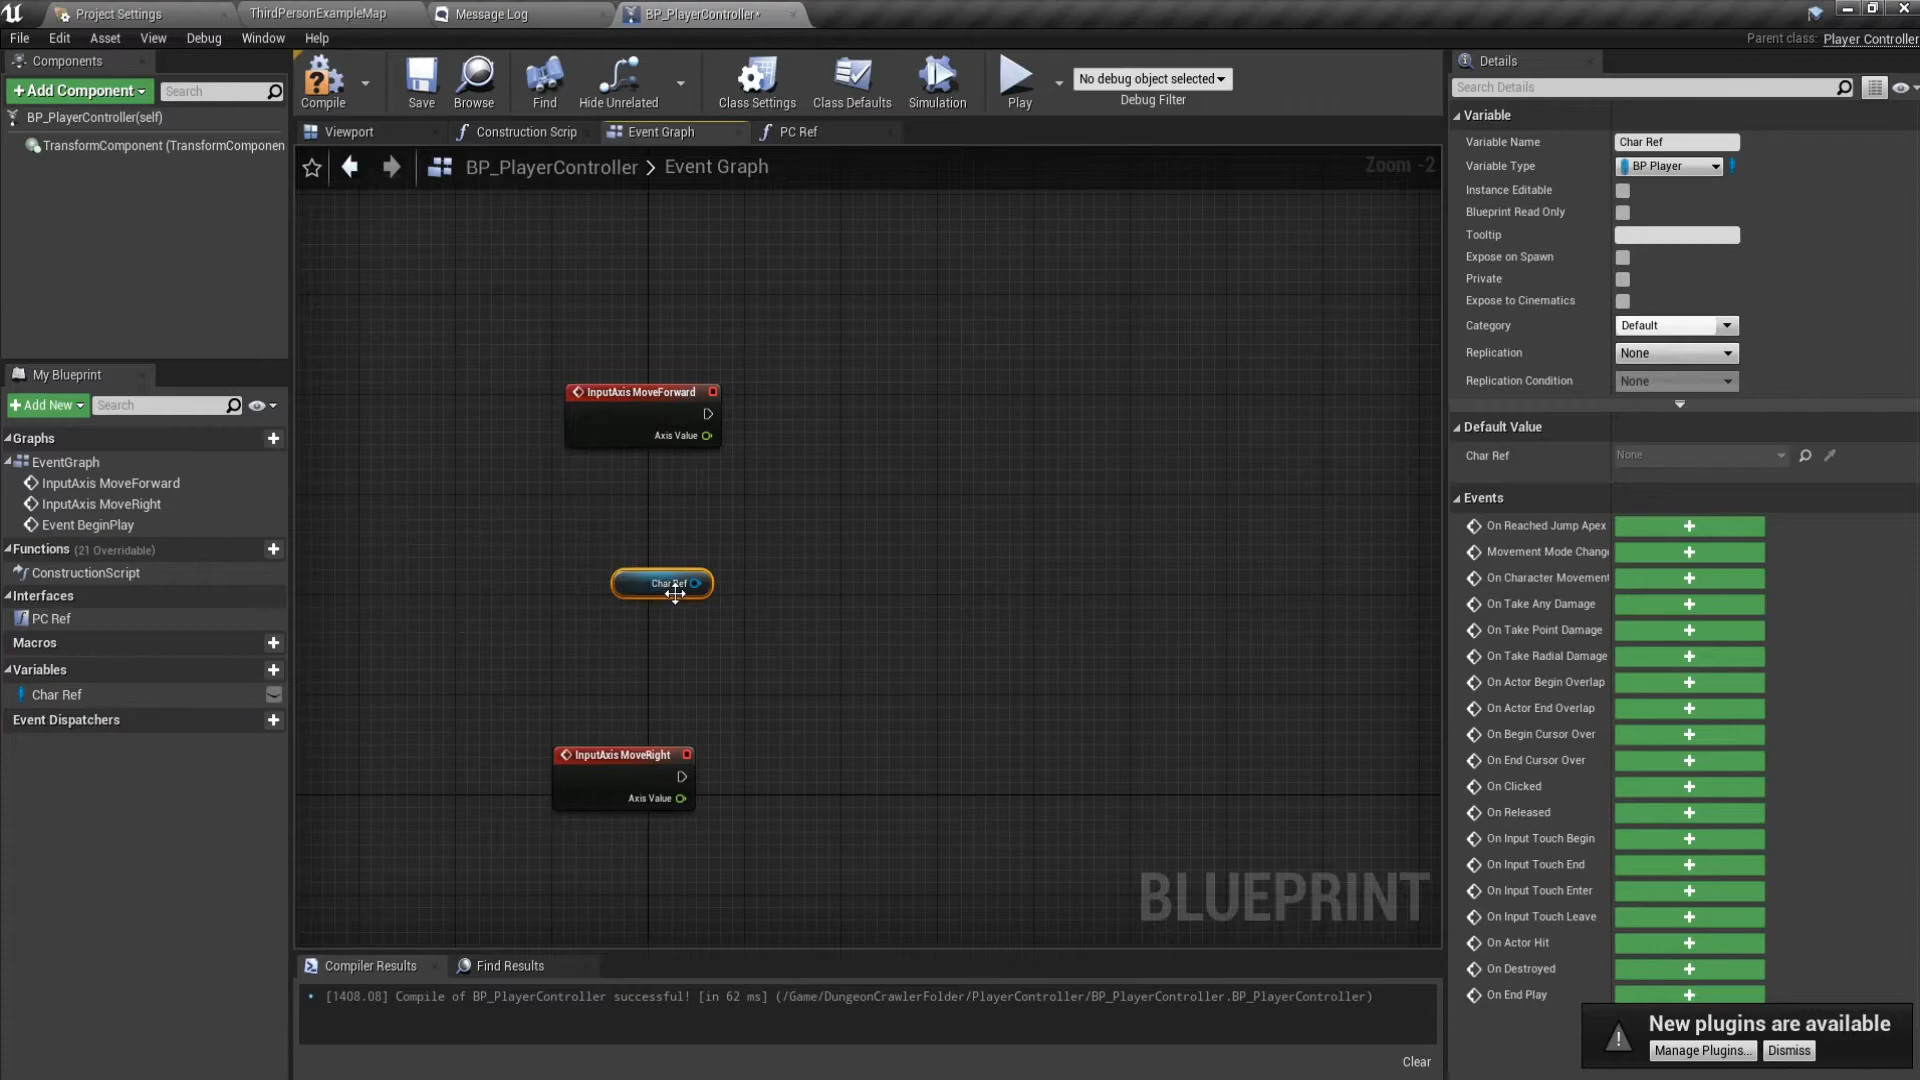 Project Settings
ThirdPersonExampleMap
Message Log
BP_PlayerController*
File Edit Asset View Debug Window Help
Parent class: Player Controller
Components
+Add Component
Search
BP_PlayerController(self)
TransformComponent (TransformComponen
Compile
Save
Browse
Find
Hide Unrelated
Class Settings
Class Defaults
Simulation
Play
No debug object selected
Debug Filter
Viewport
Construction Scrip
Event Graph
PC Ref
BP_PlayerController > Event Graph
Zoom -2
InputAxis MoveForward
Axis Value
Char Ref
InputAxis MoveRight
Axis Value
BLUEPRINT
My Blueprint
+Add New
Search
Graphs
EventGraph
InputAxis MoveForward
InputAxis MoveRight
Event BeginPlay
Functions (21 Overridable)
ConstructionScript
Interfaces
PC Ref
Macros
Variables
Char Ref
Event Dispatchers
Compiler Results
Find Results
• [1408.08] Compile of BP_PlayerController successful! [in 62 ms] (/Game/DungeonCrawlerFolder/PlayerController/BP_PlayerController.BP_PlayerController)
Clear
Details
Search Details
Variable
Variable Name Char Ref
Variable Type BP Player
Instance Editable
Blueprint Read Only
Tooltip
Expose on Spawn
Private
Expose to Cinematics
Category Default
Replication None
Replication Condition None
Default Value
Char Ref None
Events
On Reached Jump Apex
Movement Mode Chang
On Character Movement
On Take Any Damage
On Take Point Damage
On Take Radial Damage
On Actor Begin Overlap
On Actor End Overlap
On Begin Cursor Over
On End Cursor Over
On Clicked
On Released
On Input Touch Begin
On Input Touch End
On Input Touch Enter
On Input Touch Leave
On Actor Hit
On Destroyed
On End Play
New plugins are available
Manage Plugins... Dismiss